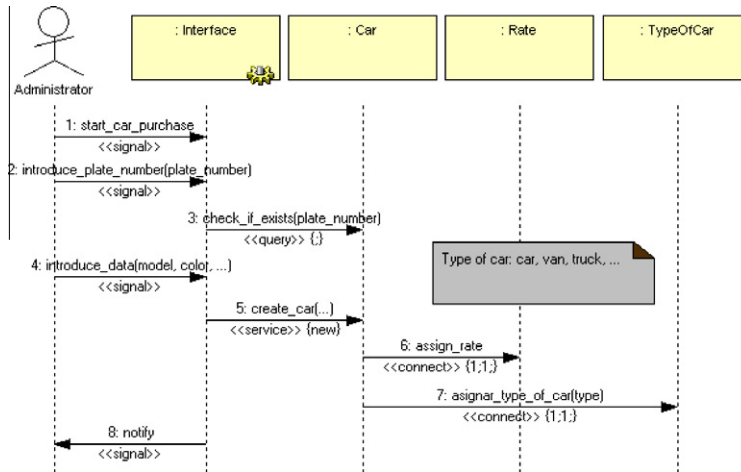 : Interface
: Car
: Rate
: TypeOfCar
Administrator
1: start_car_purchase
<<signal>>
2: introduce_plate_number(plate_number)
<<signal>>
3: check_if_exists(plate_number)
<<query>> {;}
Type of car: car, van, truck, ...
4: introduce_data(model, color, ...)
<<signal>>
5: create_car(...)
<<service>> {new}
6: assign_rate
<<connect>> {1;1;}
7: asignar_type_of_car(type)
<<connect>> {1;1;}
8: notify
<<signal>>